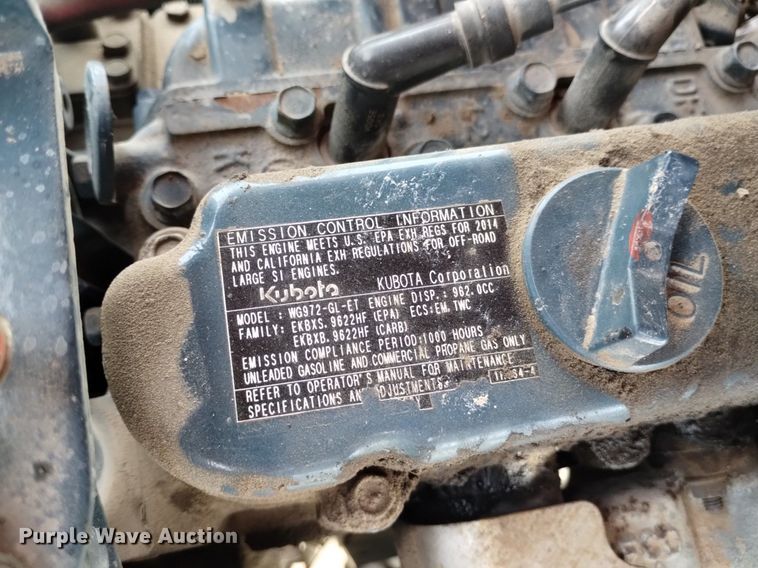 EMISSION CONTROL INFORMATION
THIS ENGINE MEETS U.S. EPA EXH REGS FOR 2014
AND CALIFORNIA EXH REGULATIONS FOR OFF-ROAD
LARGE SI ENGINES.
Kubota KUBOTA Corporation
MODEL : WG972-GL-ET ENGINE DISP.: 962.0CC
FAMILY: EKBXS.9622HF (EPA) ECS:EM,TWC
EKBXB.9622HF (CARB)
EMISSION COMPLIANCE PERIOD:1000 HOURS
UNLEADED GASOLINE AND COMMERCIAL PROPANE GAS ONLY
REFER TO OPERATOR'S MANUAL FOR MAINTENANCE
SPECIFICATIONS
710
Purple Wave Auction